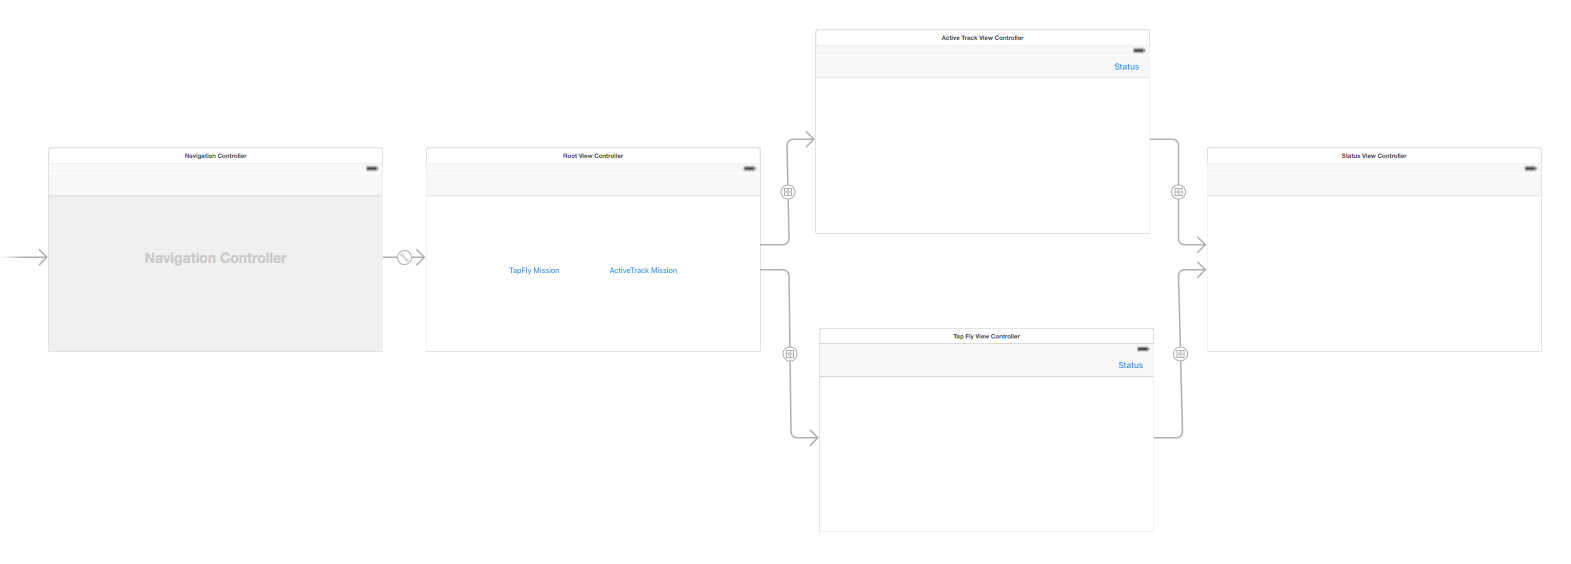 Navigation Controller
Navigation Controller
Root View Controller
TapFly Mission
ActiveTrack Mission
Active Track View Controller
Status
Tap Fly View Controller
Status
Status View Controller